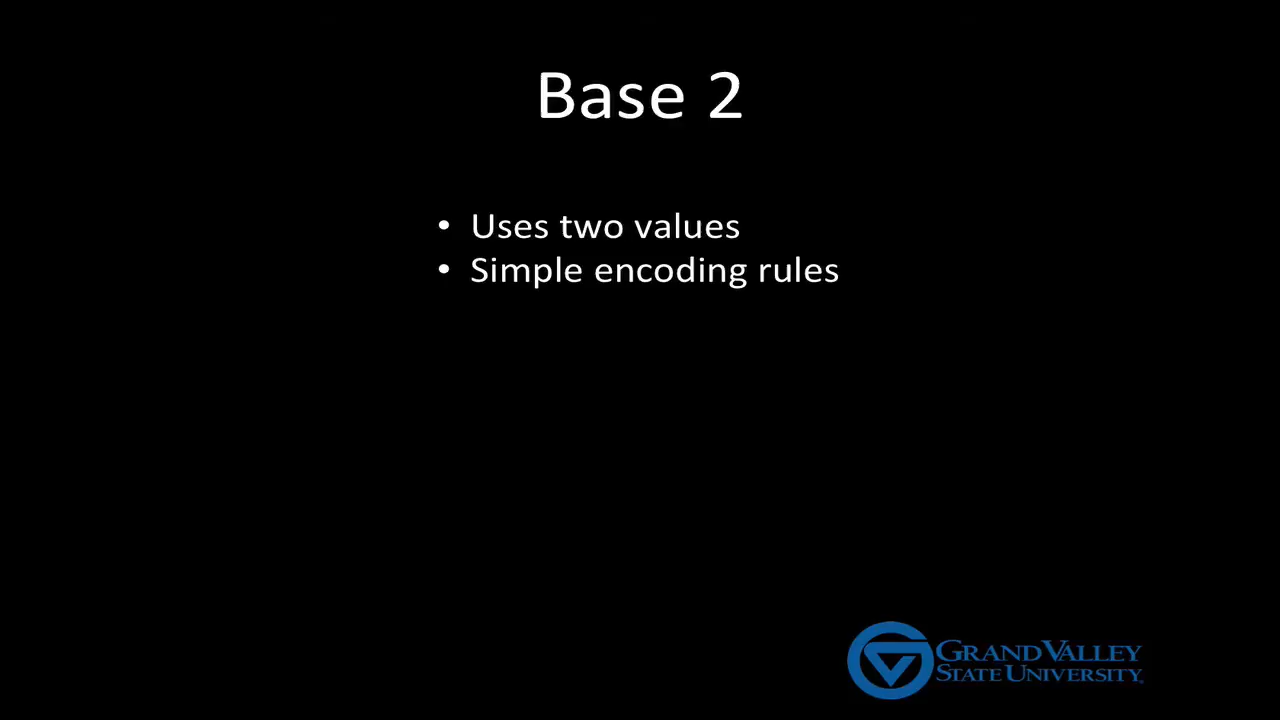 Base 2
• Uses two values
• Simple encoding rules
GRAND VALLEY
STATE UNIVERSITY